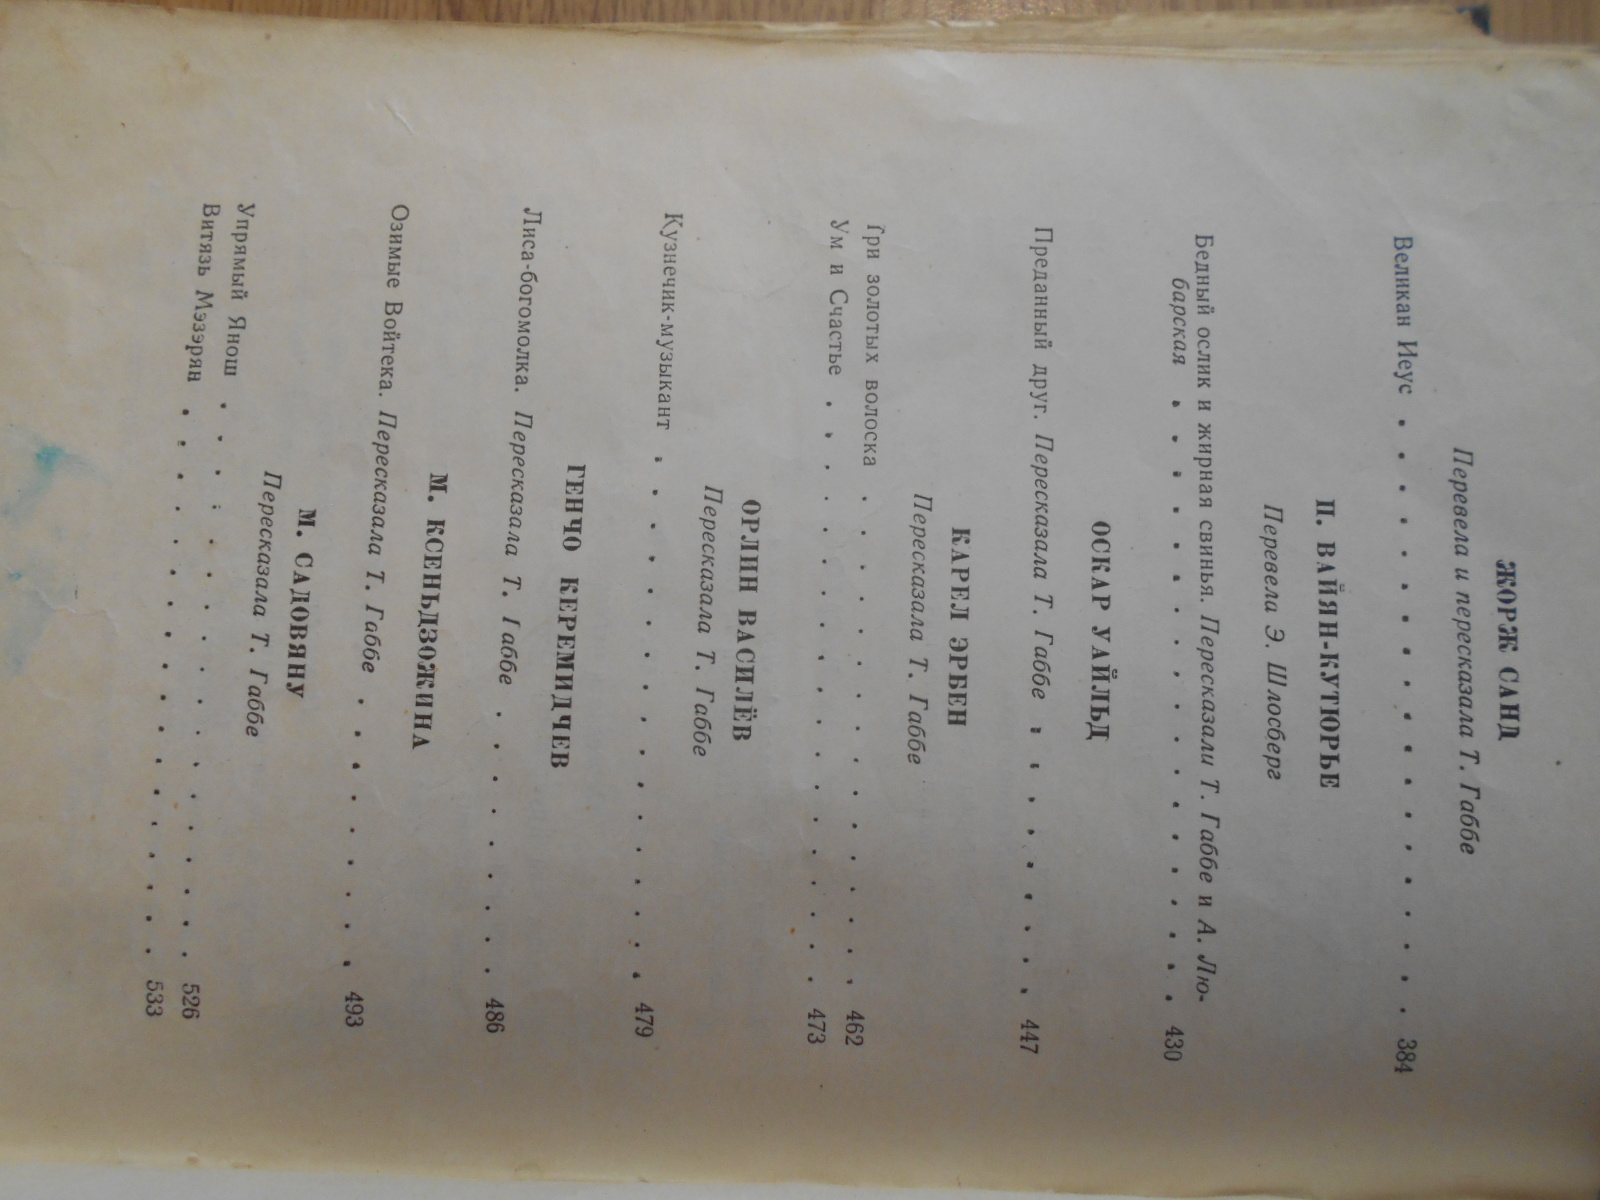 ЖОРЖ САНД
Перевела и пересказала Т. Габбе
Великан Иеус . . . . . . . . . . . . . . . . 384
П. ВАЙЯН-КУТЮРЬЕ
Перевела Э. Шлосберг
Бедный ослик и жирная свинья. Пересказали Т. Габбе и А. Лю-
барская . . . . . . . . . . . . . . . . 430
ОСКАР УАЙЛЬД
Преданный друг. Пересказала Т. Габбе . . . . . . . . 447
КАРЕЛ ЭРБЕН
Пересказала Т. Габбе
Три золотых волоска . . . . . . . . . . . . . . 462
Ум и Счастье . . . . . . . . . . . . . . . . 473
ОРЛИН ВАСИЛЁВ
Пересказала Т. Габбе
Кузнечик-музыкант . . . . . . . . . . . . . . 479
ГЕНЧО КЕРЕМИДЧЕВ
Лиса-богомолка. Пересказала Т. Габбе . . . . . . . . 486
М. КСЕНЬДЗОЖИНА
Озимые Войтека. Пересказала Т. Габбе . . . . . . . . 493
М. САДОВЯНУ
Пересказала Т. Габбе
Упрямый Янош . . . . . . . . . . . . . . . 526
Витязь Мэзэрян . . . . . . . . . . . . . . . 533